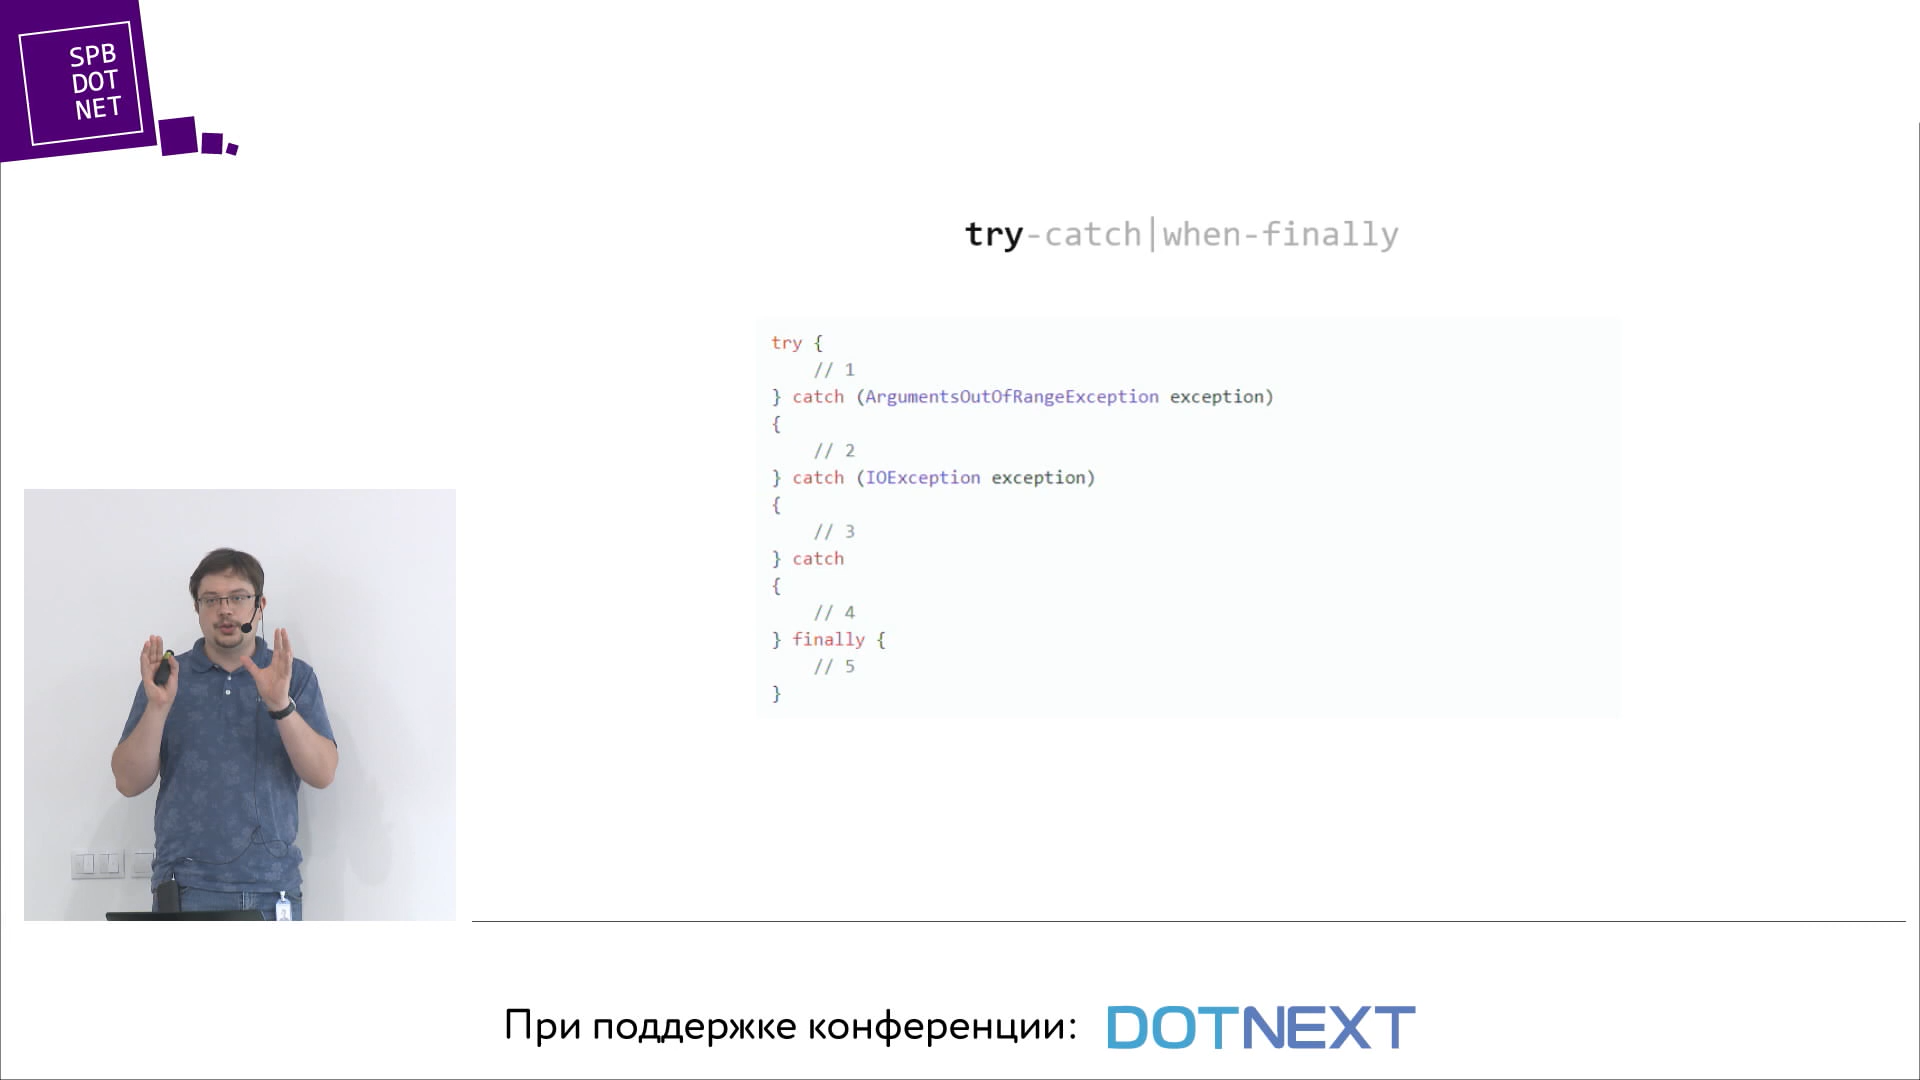 SPB
DOT
NET
try-catch|when-finally
try {
    // 1
} catch (ArgumentsOutOfRangeException exception)
{
    // 2
} catch (IOException exception)
{
    // 3
} catch
{
    // 4
} finally {
    // 5
}
При поддержке конференции: DOTNEXT